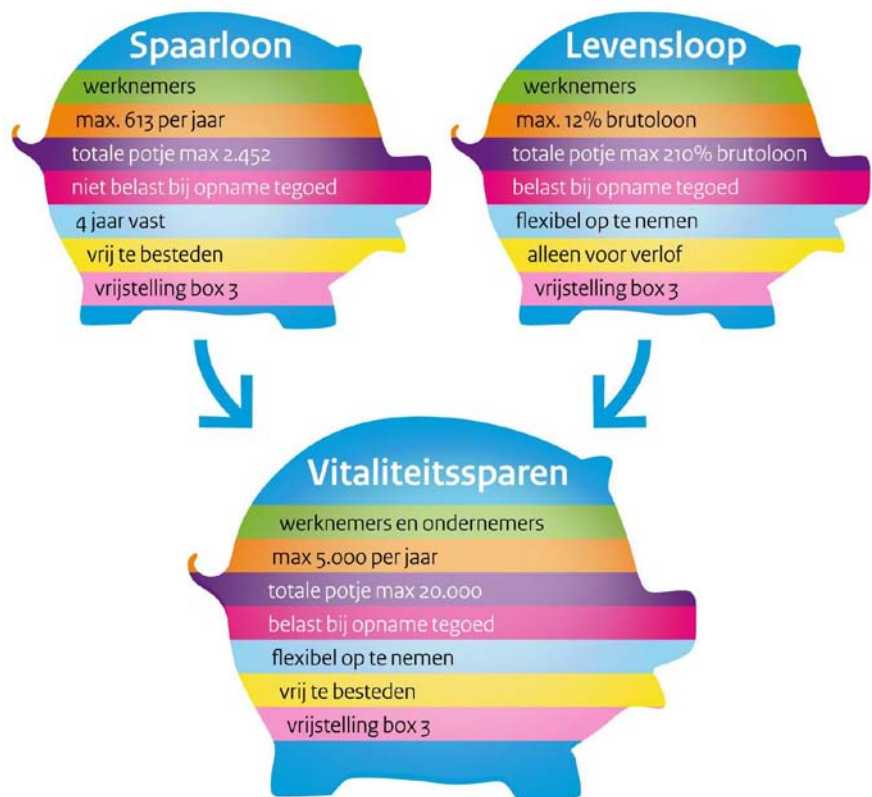 Spaarloon
werknemers
max. 613 per jaar
totale potje max 2.452
niet belast bij opname tegoed
4 jaar vast
vrij te besteden
vrijstelling box 3
Levensloop
werknemers
max. 12% brutoloon
totale potje max 210% brutoloon
belast bij opname tegoed
flexibel op te nemen
alleen voor verlof
vrijstelling box 3
Vitaliteitssparen
werknemers en ondernemers
max 5.000 per jaar
totale potje max 20.000
belast bij opname tegoed
flexibel op te nemen
vrij te besteden
vrijstelling box 3